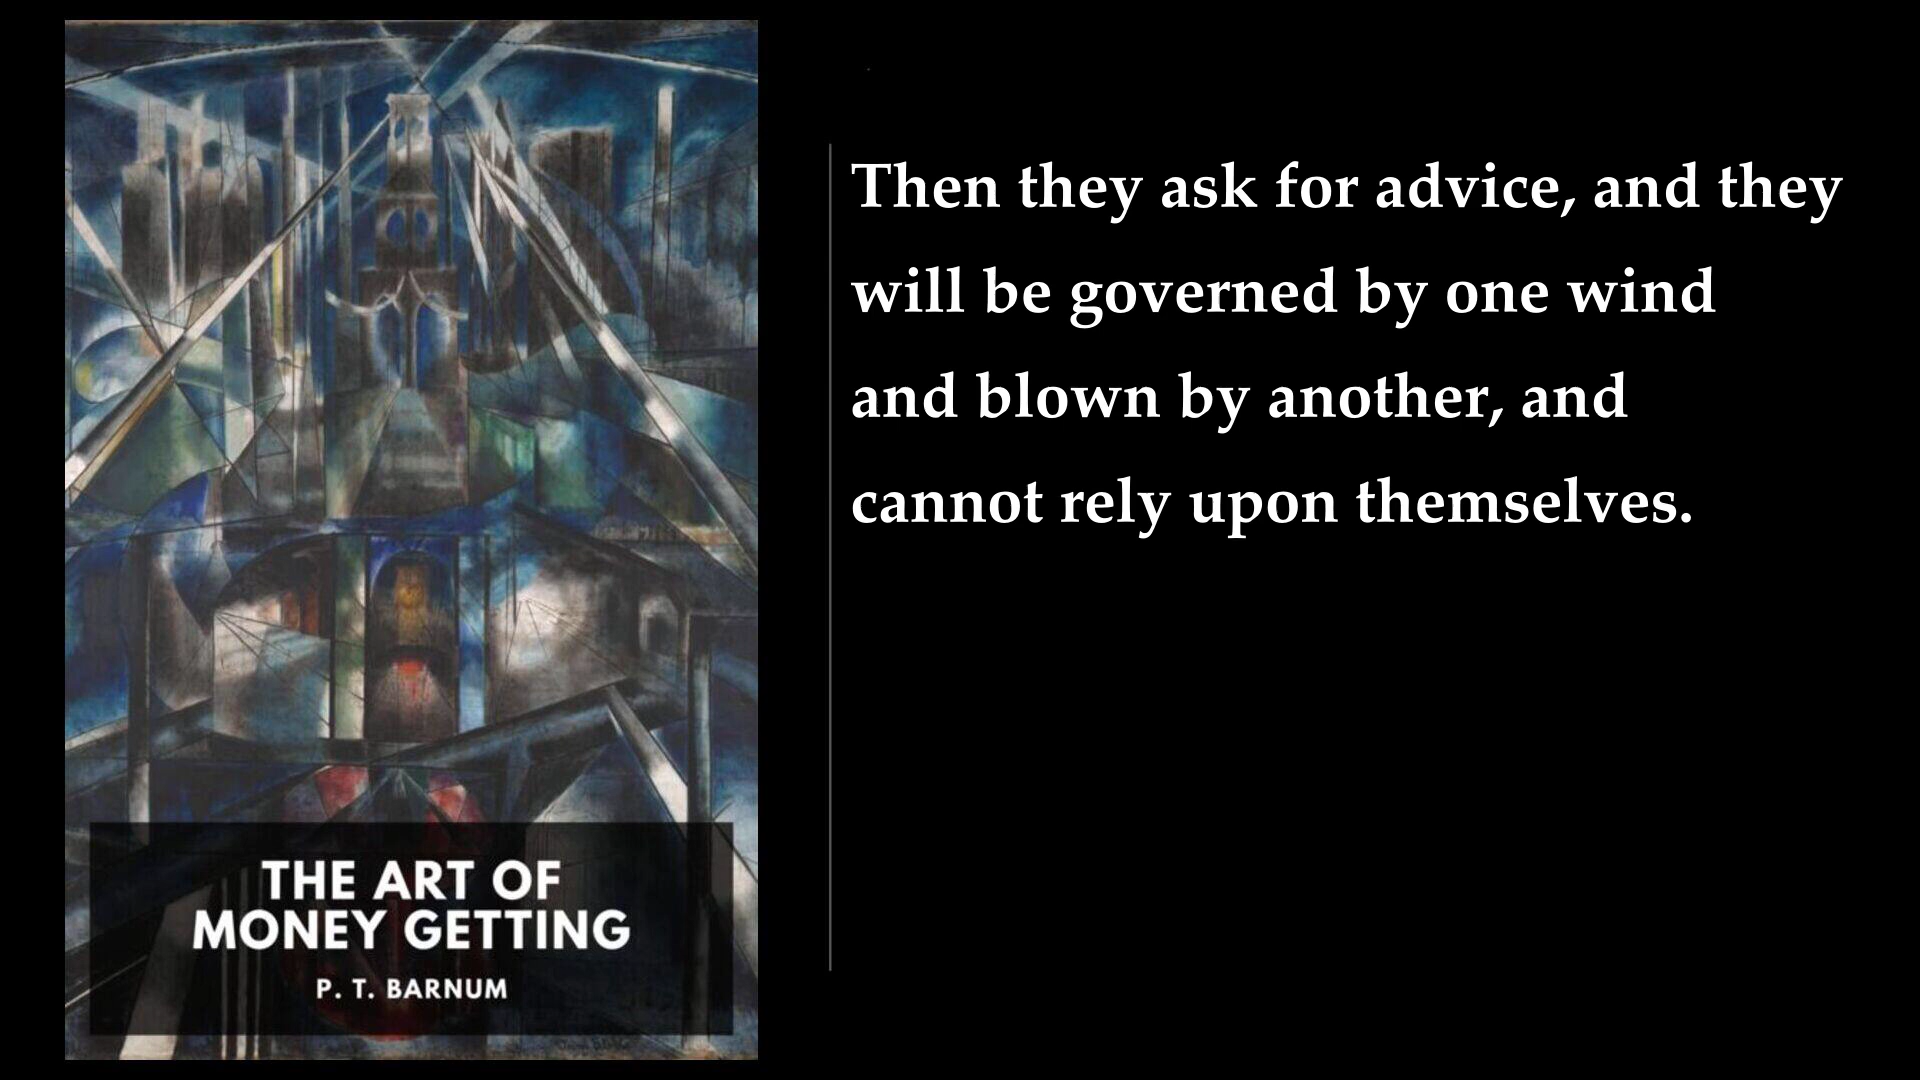 Then they ask for advice, and they
will be governed by one wind
and blown by another, and
cannot rely upon themselves.
THE ART OF
MONEY GETTING
P. T. BARNUM